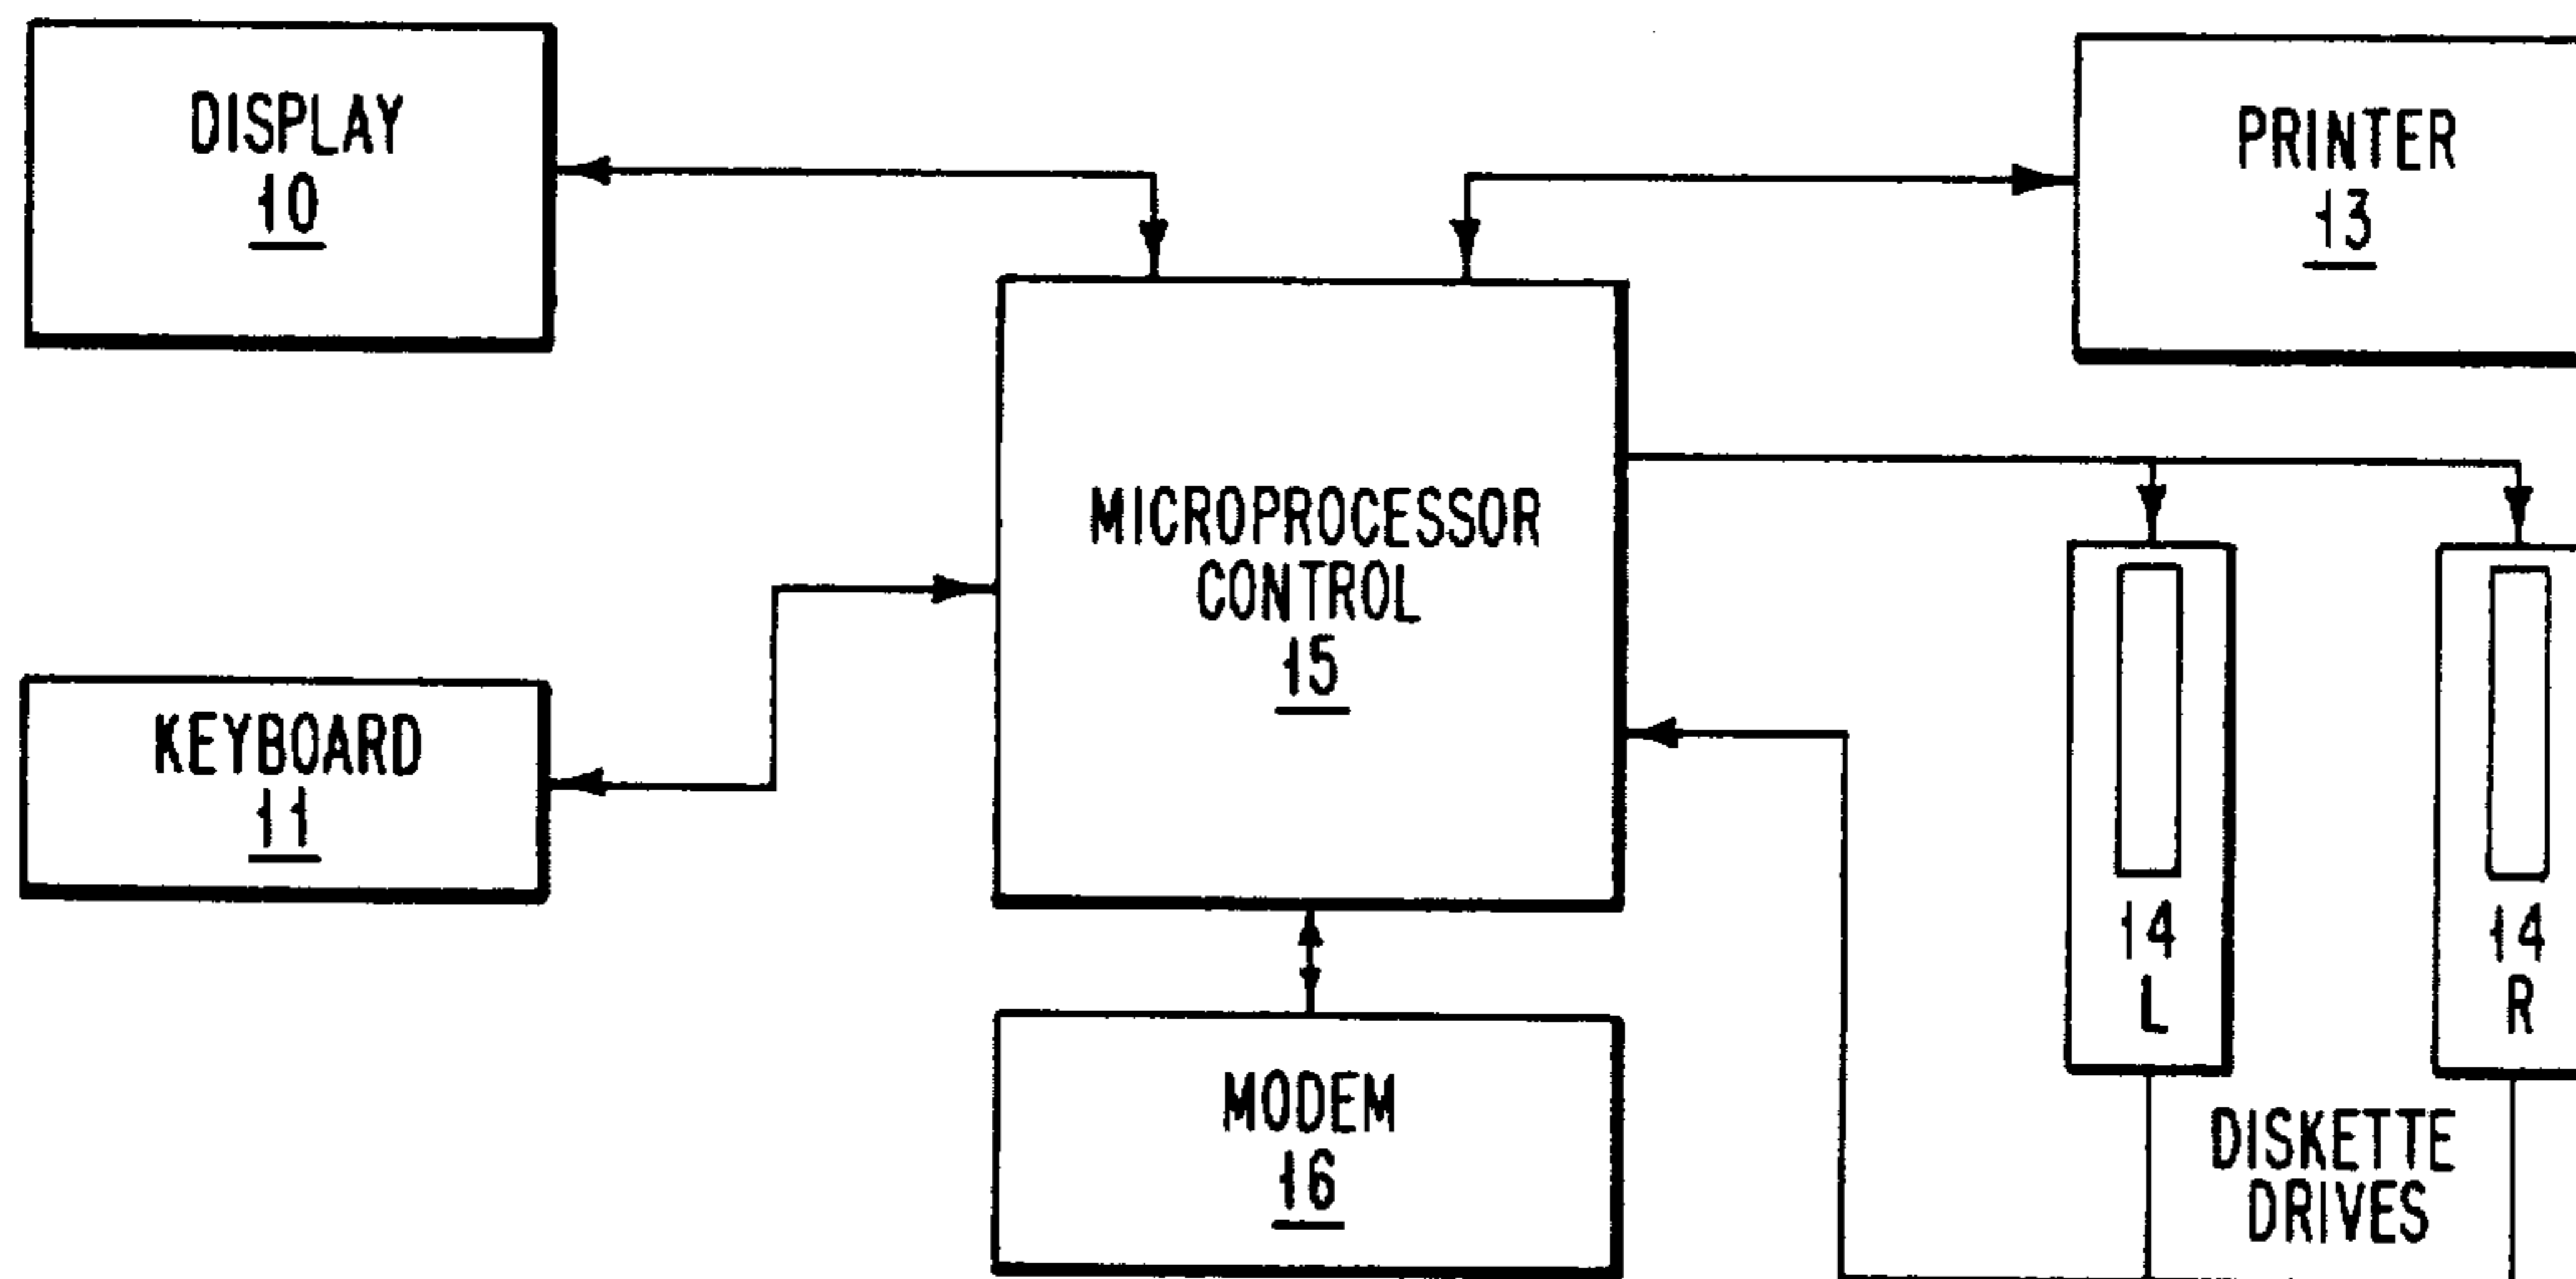 DISPLAY
10
PRINTER
13
MICROPROCESSOR
CONTROL
15
KEYBOARD
11
14
L
14
R
MODEM
16
DISKETTE
DRIVES